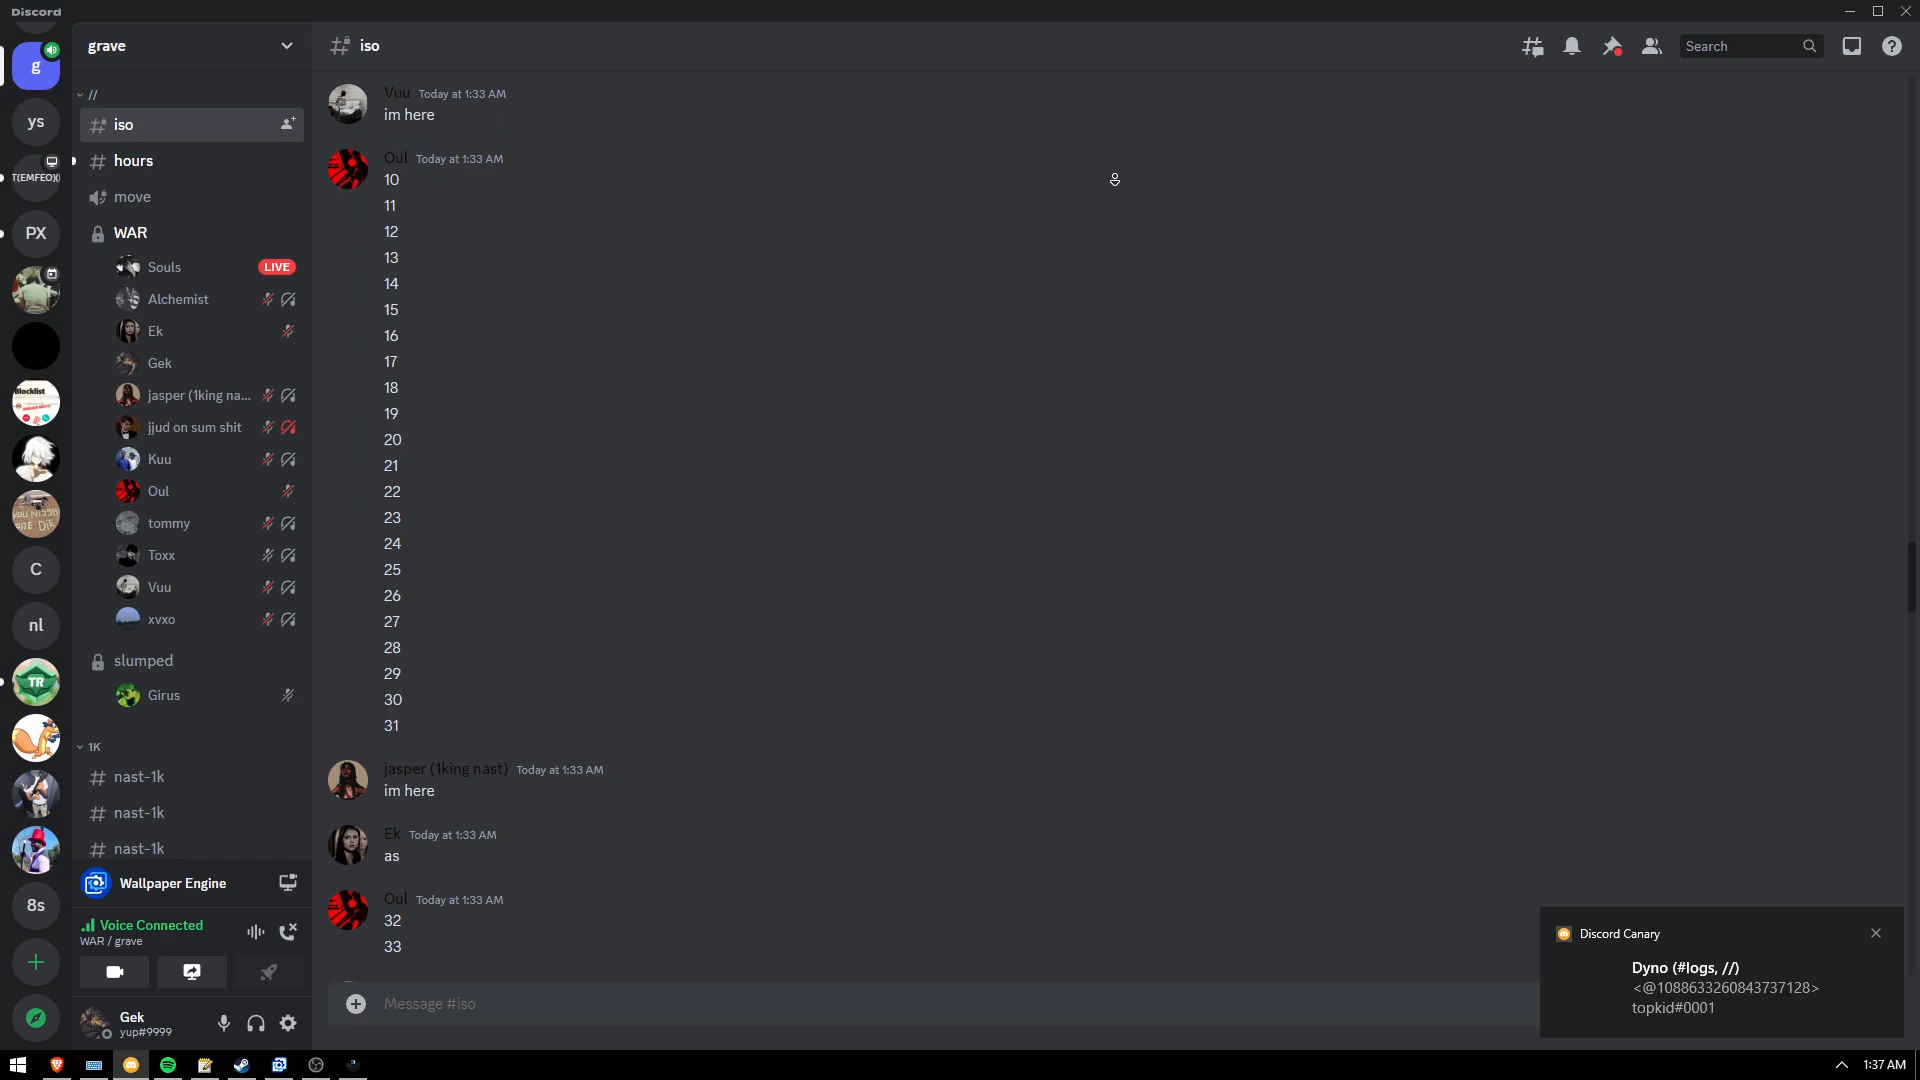 Discord
g
ys
T(EMFEO)(
PX
Blocklist
C
nl
TR
8s
grave
//
iso
hours
move
WAR
Souls
LIVE
Alchemist
Ek
Gek
jasper (1king na...
jjud on sum shit
Kuu
Oul
tommy
Toxx
Vuu
xvxo
slumped
Girus
1K
nast-1k
nast-1k
nast-1k
Wallpaper Engine
Voice Connected
WAR / grave
Gek
yup#9999
iso
Search
Vuu Today at 1:33 AM
im here
Oul Today at 1:33 AM
10
11
12
13
14
15
16
17
18
19
20
21
22
23
24
25
26
27
28
29
30
31
jasper (1king nast) Today at 1:33 AM
im here
Ek Today at 1:33 AM
as
Oul Today at 1:33 AM
32
33
Message #iso
Discord Canary
Dyno (#logs, //)
<@1088633260843737128>
topkid#0001
1:37 AM